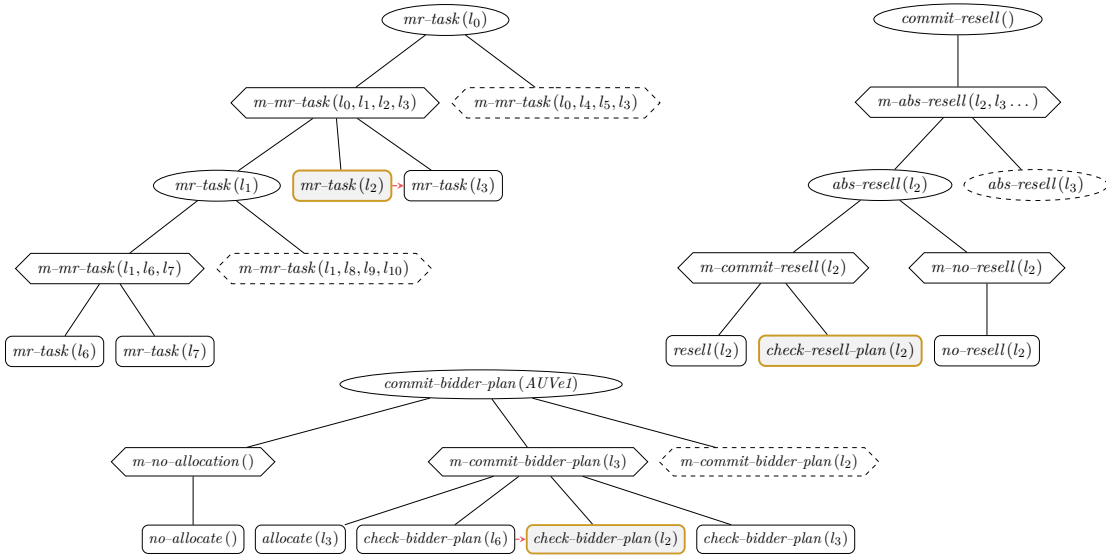 mr–task(l₀)
commit–resell()
m–mr–task(l₀, l₁, l₂, l₃)
m–mr–task(l₀, l₄, l₅, l₃)
m–abs–resell(l₂, l₃ ...)
mr–task(l₁)
mr–task(l₂)
mr–task(l₃)
abs–resell(l₂)
abs–resell(l₃)
m–mr–task(l₁, l₆, l₇)
m–mr–task(l₁, l₈, l₉, l₁₀)
m–commit–resell(l₂)
m–no–resell(l₂)
mr–task(l₆)
mr–task(l₇)
resell(l₂)
check–resell–plan(l₂)
no–resell(l₂)
commit–bidder–plan(AUVe1)
m–no–allocation()
m–commit–bidder–plan(l₃)
m–commit–bidder–plan(l₂)
no–allocate()
allocate(l₃)
check–bidder–plan(l₆)
check–bidder–plan(l₂)
check–bidder–plan(l₃)